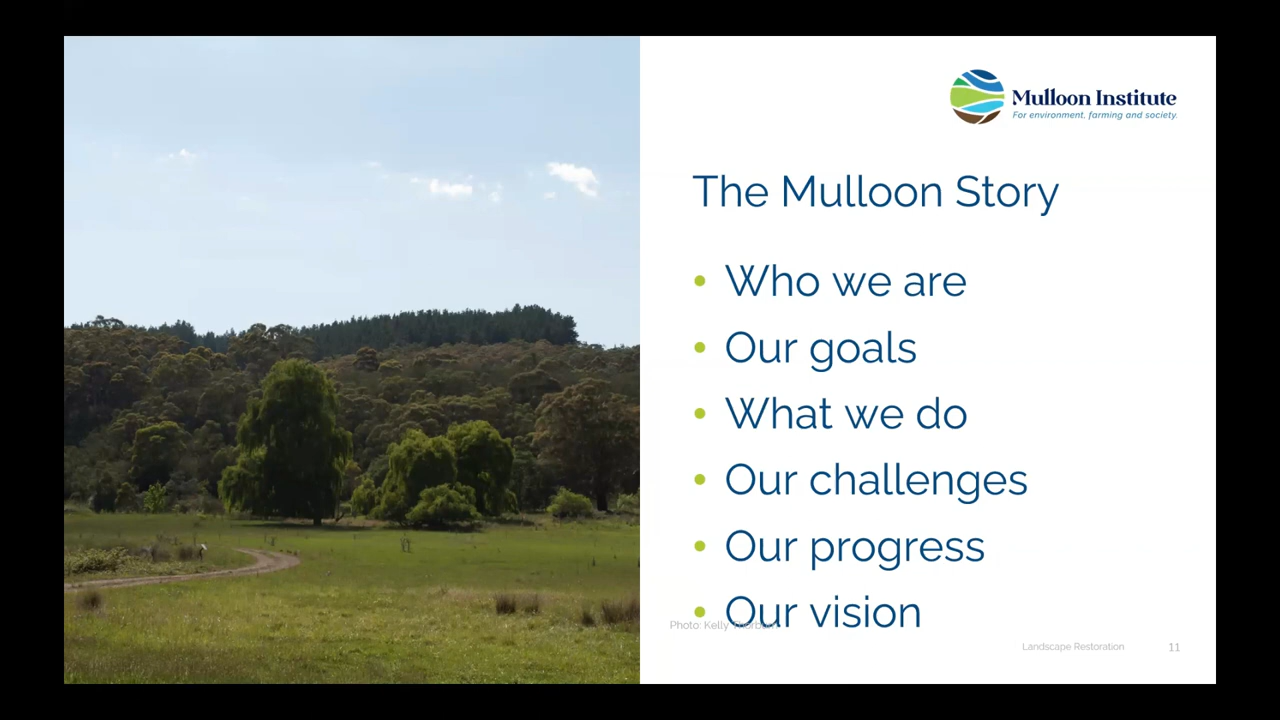 Mulloon Institute
For environment, farming and society.
The Mulloon Story
• Who we are
• Our goals
• What we do
• Our challenges
• Our progress
• Our vision
Photo: Kelly Thorburn
Landscape Restoration
11